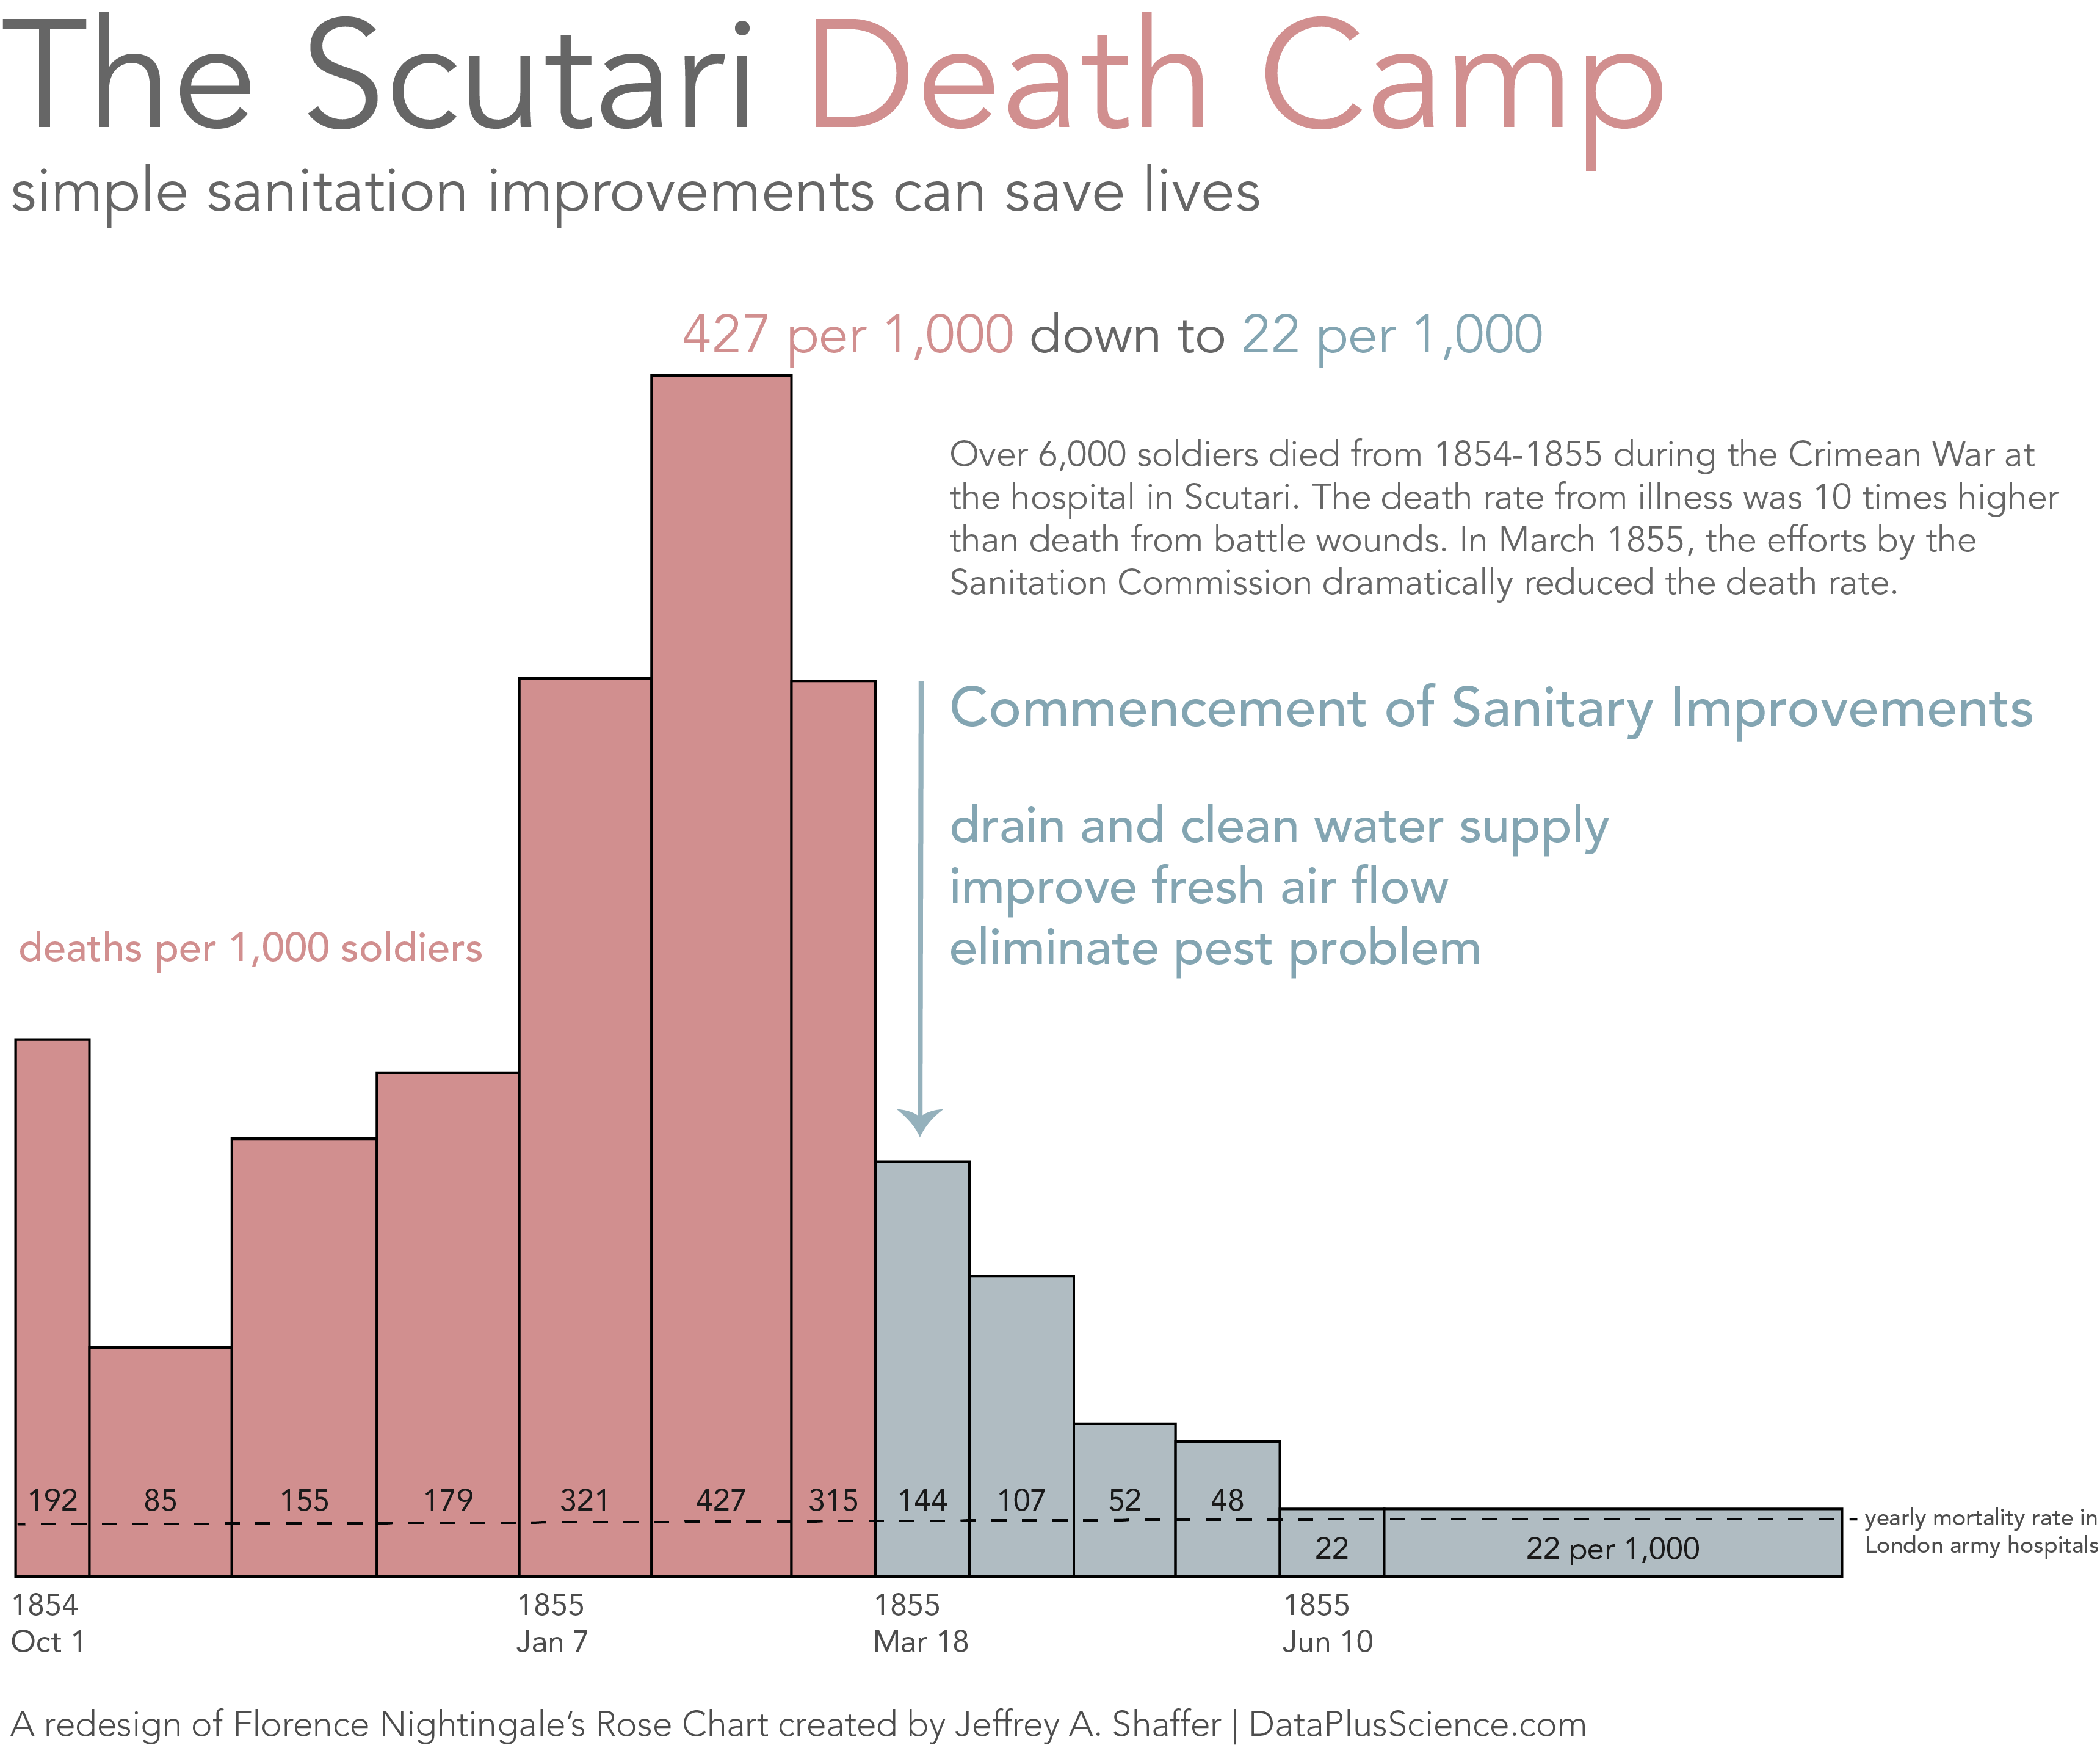 The Scutari Death Camp
simple sanitation improvements can save lives
427 per 1,000 down to 22 per 1,000
Over 6,000 soldiers died from 1854-1855 during the Crimean War at
the hospital in Scutari. The death rate from illness was 10 times higher
than death from battle wounds. In March 1855, the efforts by the
Sanitation Commission dramatically reduced the death rate.
Commencement of Sanitary Improvements
drain and clean water supply
improve fresh air flow
eliminate pest problem
deaths per 1,000 soldiers
192 85 155 179 321 427 315 144 107 52 48
22 22 per 1,000
yearly mortality rate in
London army hospitals
1854 1855 1855 1855
Oct 1 Jan 7 Mar 18 Jun 10
A redesign of Florence Nightingale’s Rose Chart created by Jeffrey A. Shaffer | DataPlusScience.com